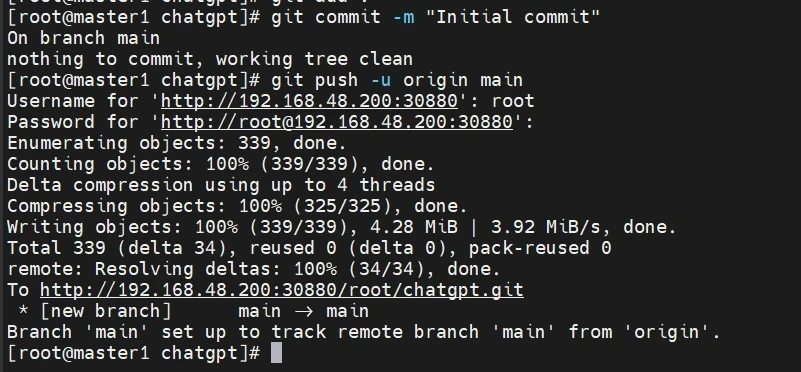 [root@master1 chatgpt]# git add .
[root@master1 chatgpt]# git commit -m "Initial commit"
On branch main
nothing to commit, working tree clean
[root@master1 chatgpt]# git push -u origin main
Username for 'http://192.168.48.200:30880': root
Password for 'http://root@192.168.48.200:30880':
Enumerating objects: 339, done.
Counting objects: 100% (339/339), done.
Delta compression using up to 4 threads
Compressing objects: 100% (325/325), done.
Writing objects: 100% (339/339), 4.28 MiB | 3.92 MiB/s, done.
Total 339 (delta 34), reused 0 (delta 0), pack-reused 0
remote: Resolving deltas: 100% (34/34), done.
To http://192.168.48.200:30880/root/chatgpt.git
 * [new branch]      main → main
Branch 'main' set up to track remote branch 'main' from 'origin'.
[root@master1 chatgpt]#